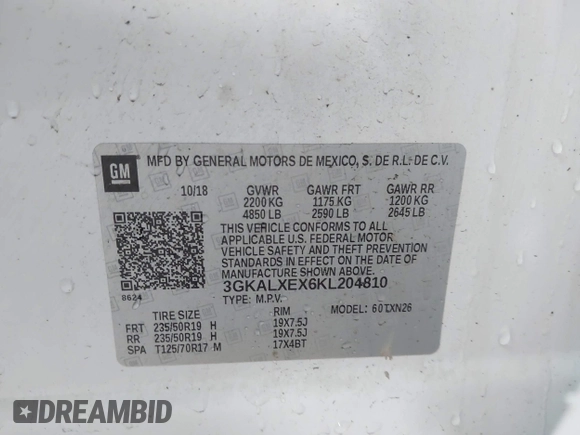 GM
MFD BY GENERAL MOTORS DE MEXICO, S. DE R.L. DE C.V.
10/18 GVWR GAWR FRT GAWR RR
2200 KG 1175 KG 1200 KG
4850 LB 2590 LB 2645 LB
THIS VEHICLE CONFORMS TO ALL
APPLICABLE U.S. FEDERAL MOTOR
VEHICLE SAFETY AND THEFT PREVENTION
STANDARDS IN EFFECT ON THE DATE OF
MANUFACTURE SHOWN ABOVE.
8624 3GKALXEX6KL204810
TYPE: M.P.V. 601XN26
TIRE SIZE RIM
FRT 235/50R19 H 19X7.5J
RR 235/50R19 H 19X7.5J
SPA T125/70R17 M 17X4BT
DREAMBID